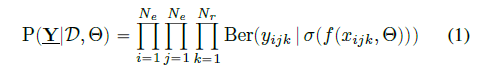 P(Y|𝒟, Θ) = ∏_{i=1}^{N_e} ∏_{j=1}^{N_e} ∏_{k=1}^{N_r} Ber(y_{ijk} | σ(f(x_{ijk}, Θ))) (1)